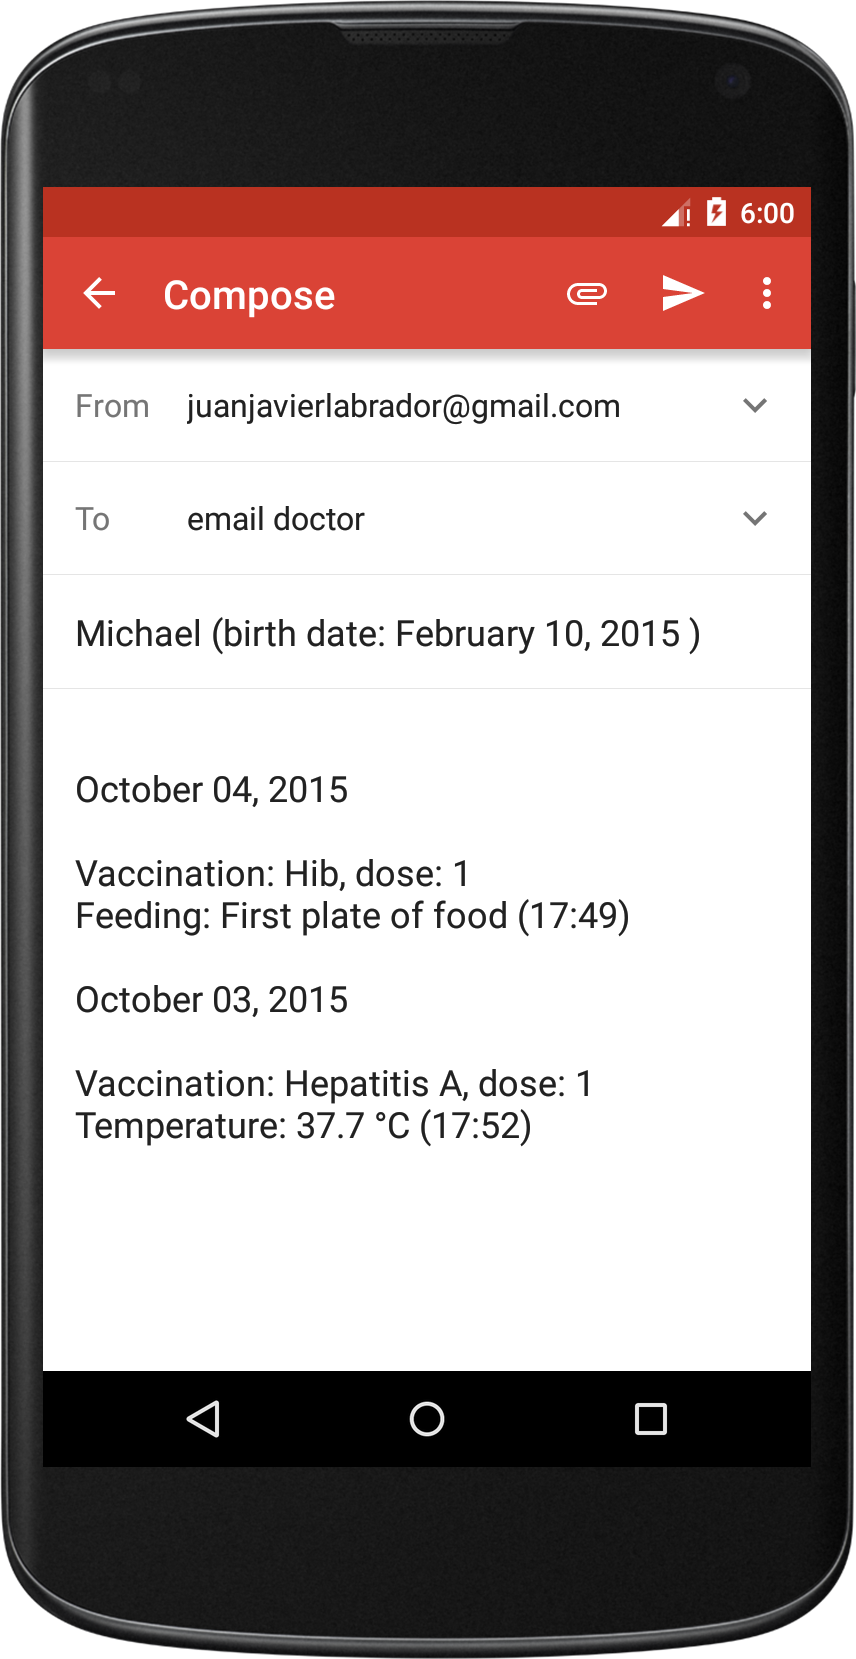 6:00
Compose
From juanjavierlabrador@gmail.com
To email doctor
Michael (birth date: February 10, 2015 )
October 04, 2015
Vaccination: Hib, dose: 1
Feeding: First plate of food (17:49)
October 03, 2015
Vaccination: Hepatitis A, dose: 1
Temperature: 37.7 °C (17:52)